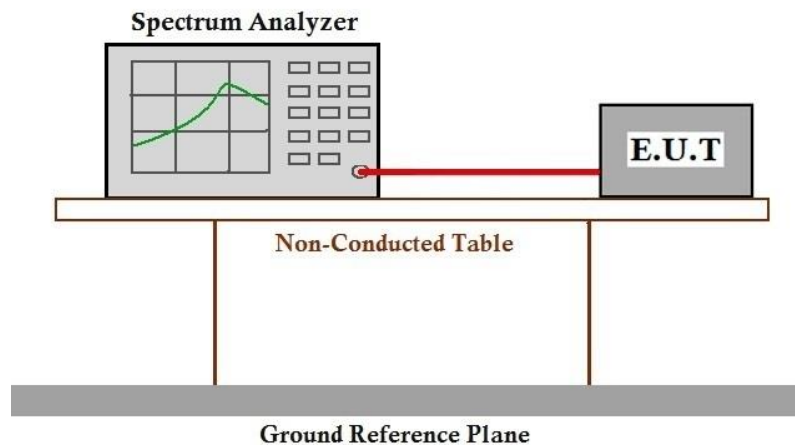 Spectrum Analyzer
E.U.T
Non-Conducted Table
Ground Reference Plane